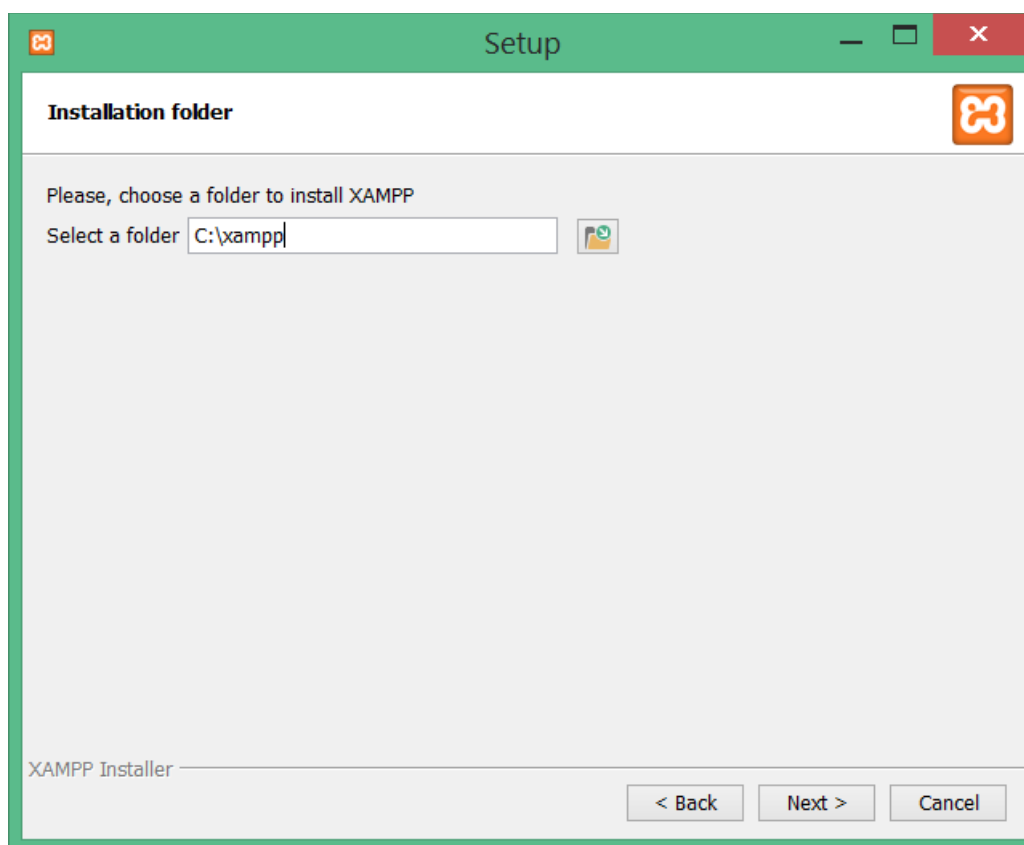 Setup
Installation folder
Please, choose a folder to install XAMPP
Select a folder C:\xampp
XAMPP Installer
< Back Next > Cancel